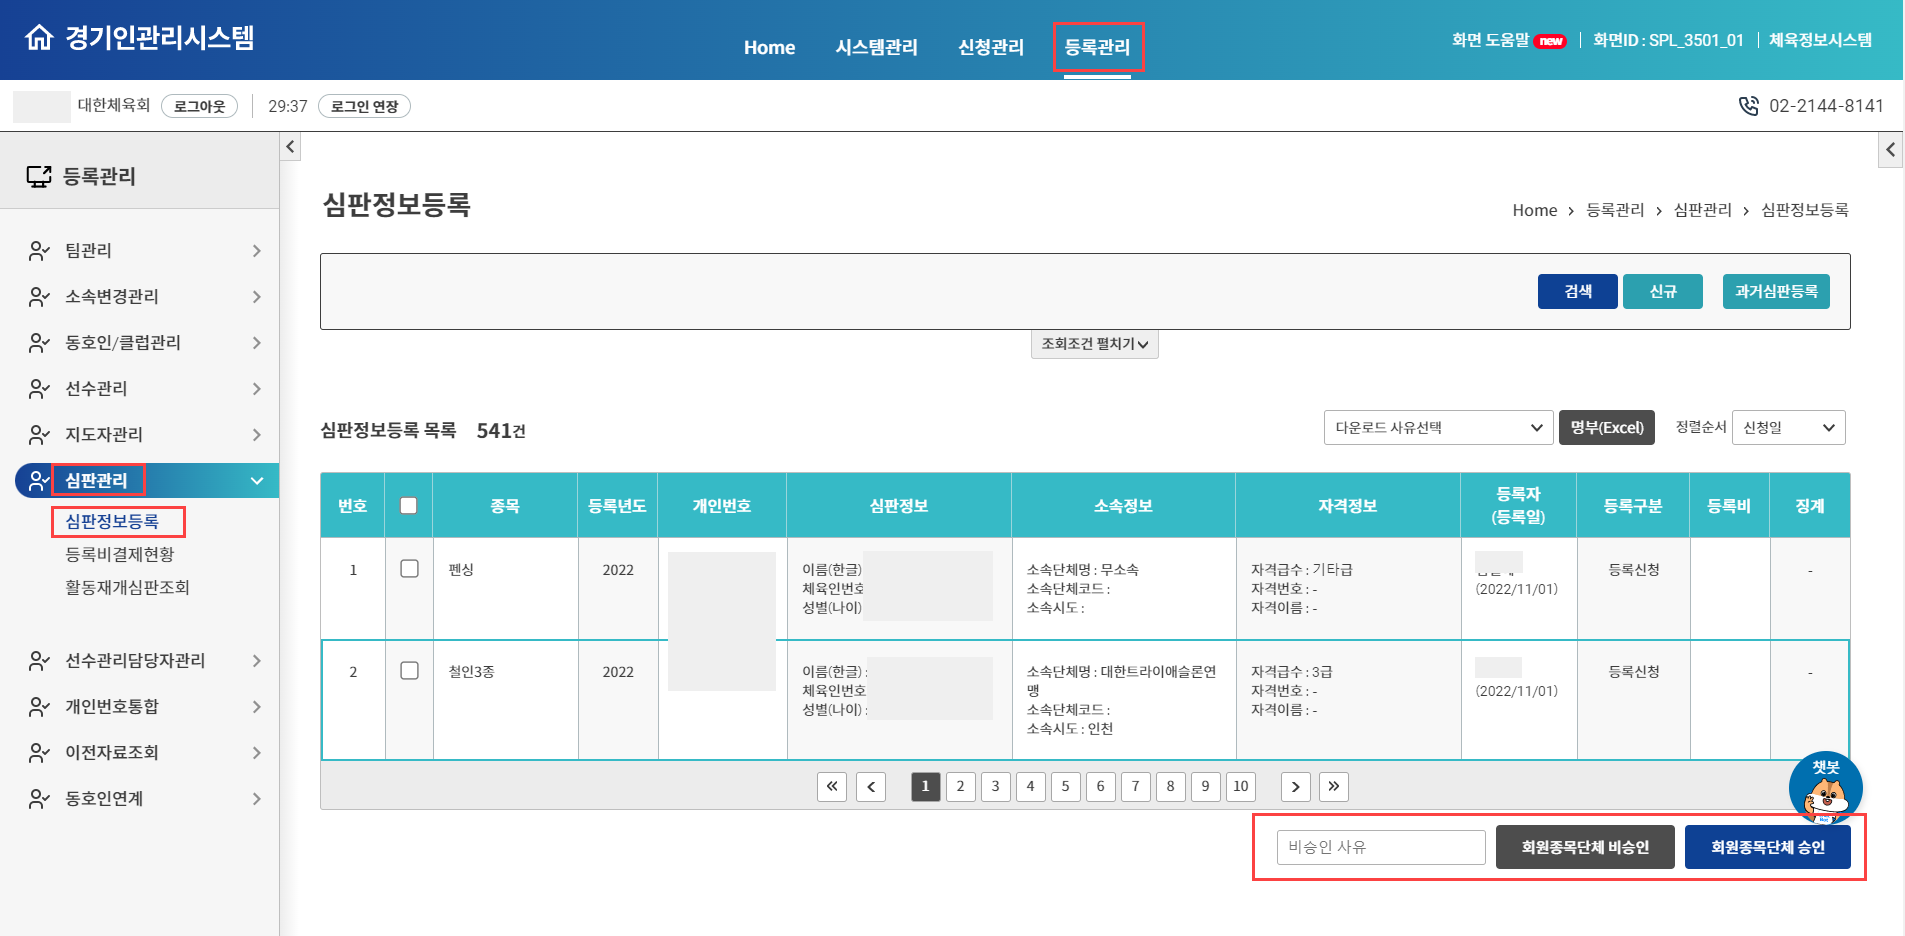 경기인관리시스템
Home 시스템관리 신청관리 등록관리
화면 도움말 new 화면ID : SPL_3501_01 체육정보시스템
대한체육회 로그아웃 29:37 로그인 연장
02-2144-8141
등록관리
팀관리
소속변경관리
동호인/클럽관리
선수관리
지도자관리
심판관리
심판정보등록
등록비결제현황
활동재개심판조회
선수관리담당자관리
개인번호통합
이전자료조회
동호인연계
심판정보등록
Home > 등록관리 > 심판관리 > 심판정보등록
검색 신규 과거심판등록
조회조건 펼치기
심판정보등록 목록 541건
다운로드 사유선택 명부(Excel) 정렬순서 신청일
번호 종목 등록년도 개인번호 심판정보 소속정보 자격정보 등록자 (등록일) 등록구분 등록비 징계
1 펜싱 2022
이름(한글)
체육인번호
성별(나이)
소속단체명 : 무소속
소속단체코드 :
소속시도 :
자격급수 : 기타급
자격번호 : -
자격이름 : -
(2022/11/01)
등록신청 -
2 철인3종 2022
이름(한글) :
체육인번호
성별(나이) :
소속단체명 : 대한트라이애슬론연
맹
소속단체코드 :
소속시도 : 인천
자격급수 : 3급
자격번호 : -
자격이름 : -
(2022/11/01)
등록신청 -
« < 1 2 3 4 5 6 7 8 9 10 > »
챗봇
비승인 사유 회원종목단체 비승인 회원종목단체 승인